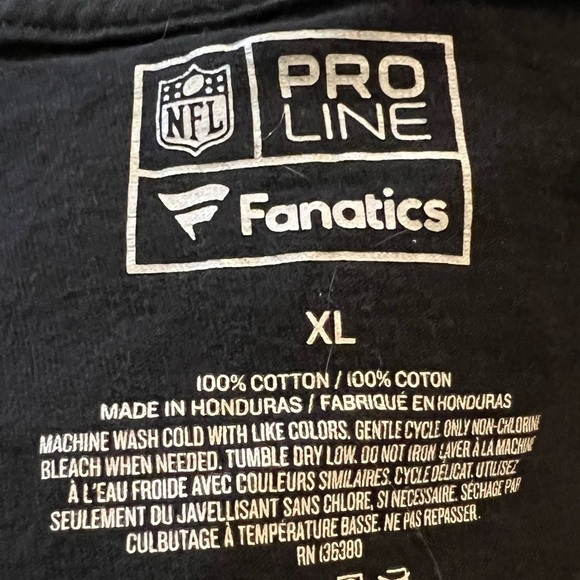 NFL
PRO
LINE
Fanatics
XL
100% COTTON / 100% COTON
MADE IN HONDURAS / FABRIQUÉ EN HONDURAS
MACHINE WASH COLD WITH LIKE COLORS. GENTLE CYCLE ONLY NON-CHLORINE
BLEACH WHEN NEEDED. TUMBLE DRY LOW. DO NOT IRON LAVER À LA MACHINE
À L'EAU FROIDE AVEC COULEURS SIMILAIRES. CYCLE DÉLICAT. UTILISEZ
SEULEMENT DU JAVELLISANT SANS CHLORE, SI NECESSAIRE. SÉCHAGE PAR
CULBUTAGE À TEMPÉRATURE BASSE. NE PAS REPASSER.
RN 136380